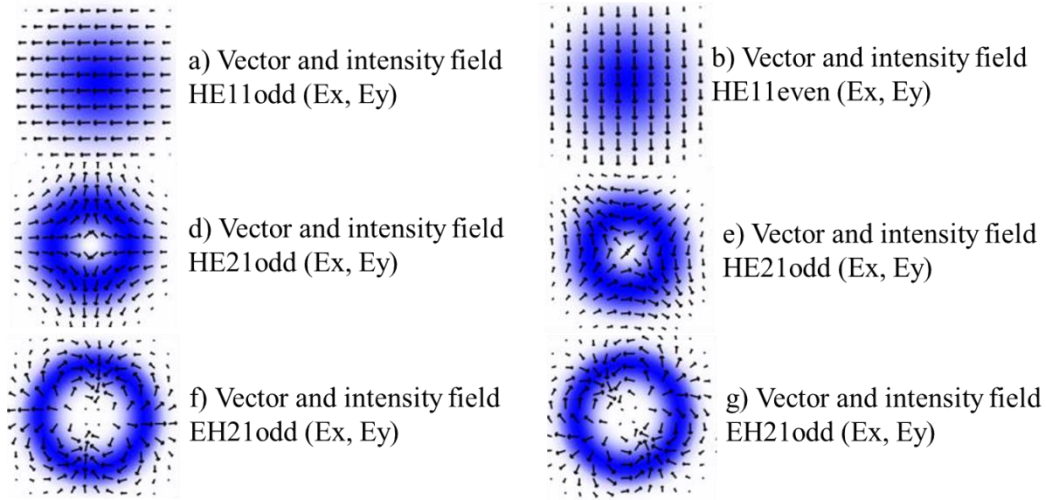 a) Vector and intensity field
HE11odd (Ex, Ey)
b) Vector and intensity field
HE11even (Ex, Ey)
d) Vector and intensity field
HE21odd (Ex, Ey)
e) Vector and intensity field
HE21odd (Ex, Ey)
f) Vector and intensity field
EH21odd (Ex, Ey)
g) Vector and intensity field
EH21odd (Ex, Ey)